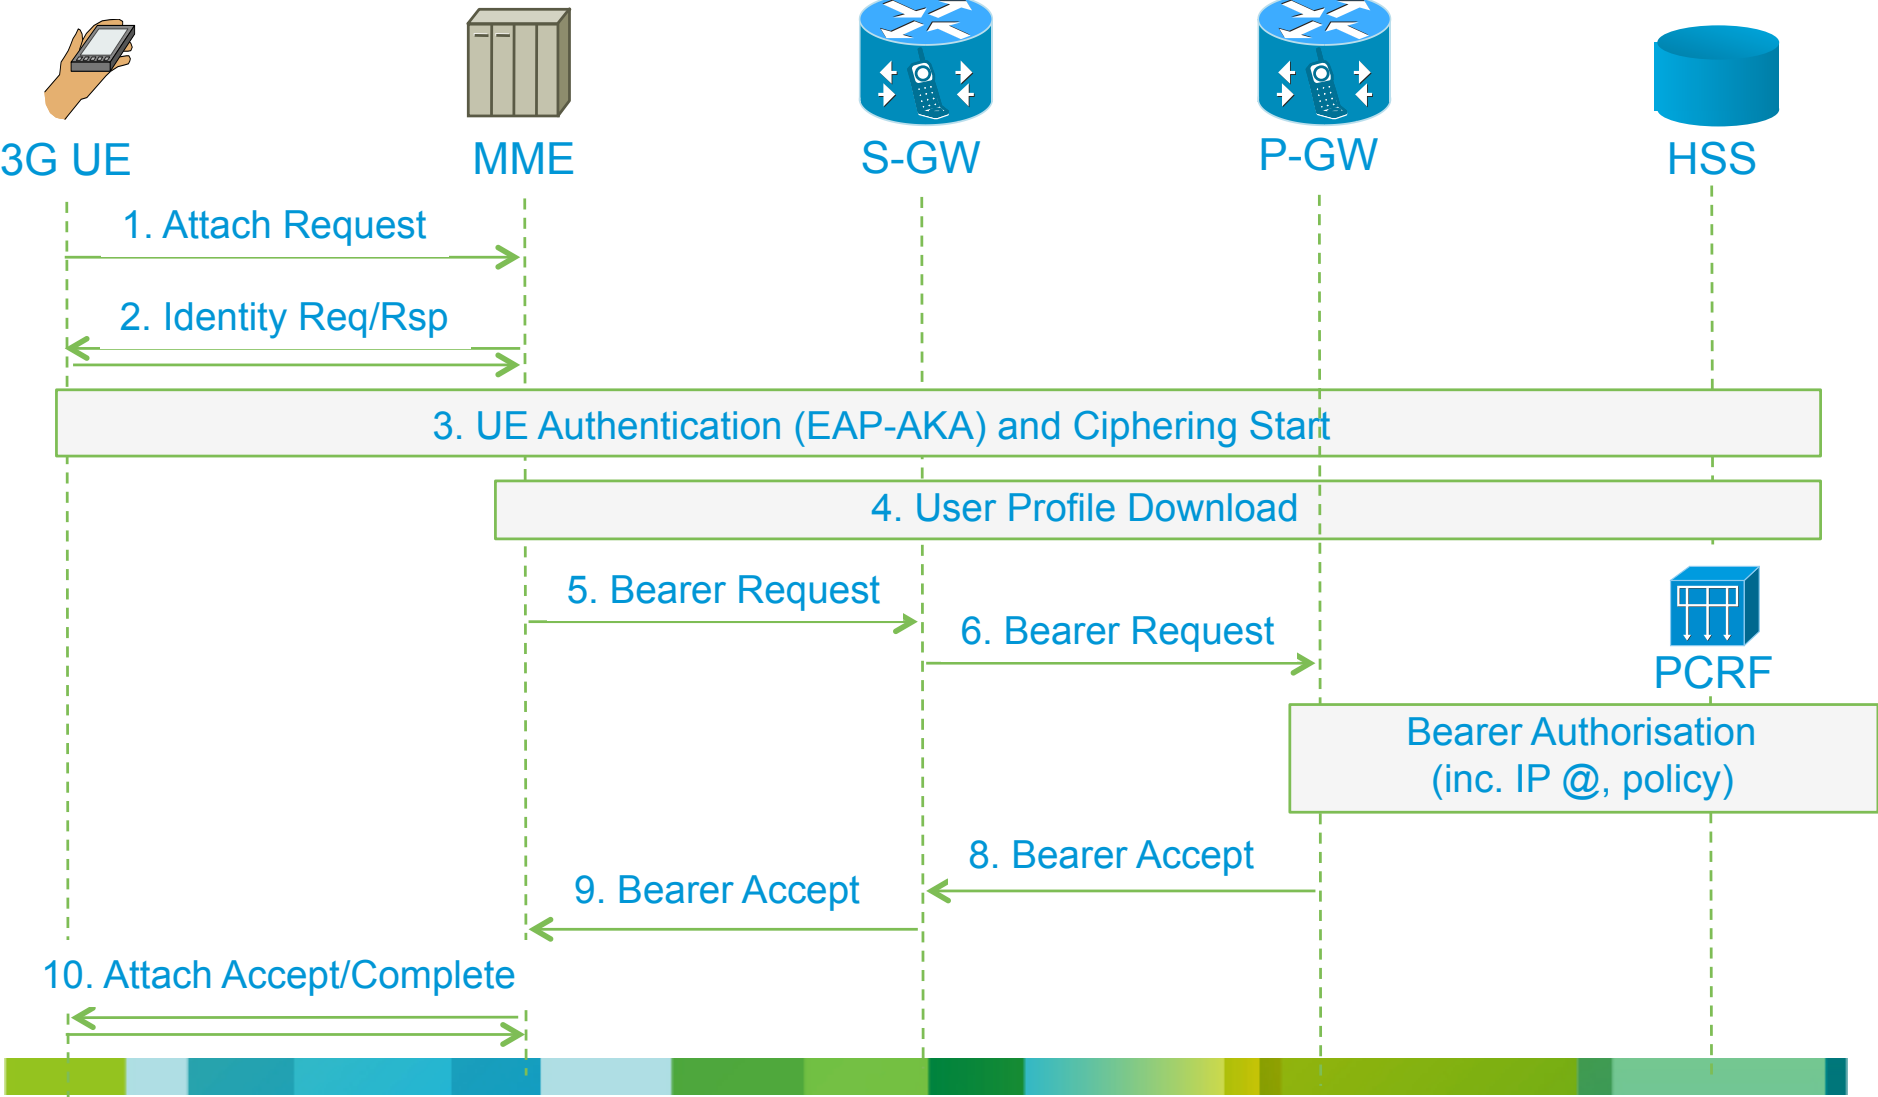 3G UE
MME
S-GW
P-GW
HSS
1. Attach Request
2. Identity Req/Rsp
3. UE Authentication (EAP-AKA) and Ciphering Start
4. User Profile Download
5. Bearer Request
6. Bearer Request
PCRF
Bearer Authorisation
(inc. IP @, policy)
8. Bearer Accept
9. Bearer Accept
10. Attach Accept/Complete